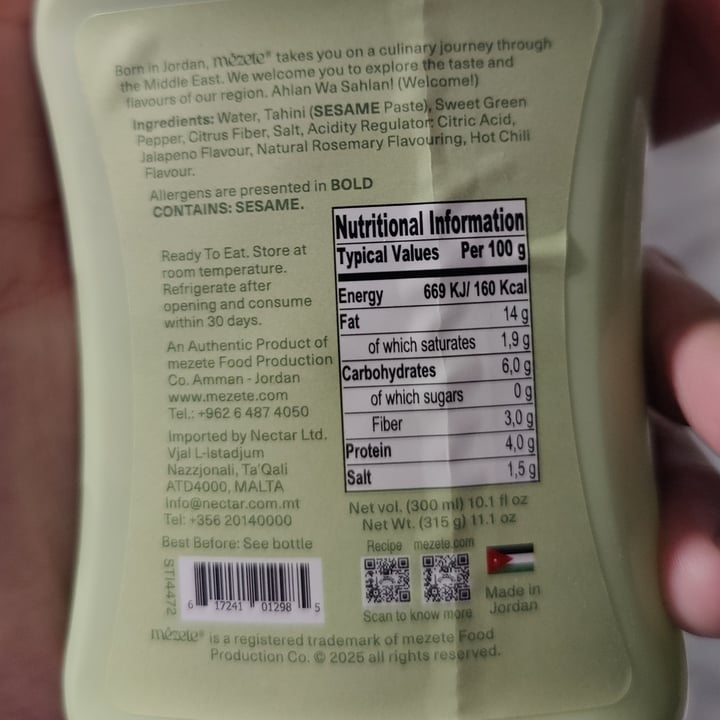 Born in Jordan, mezete® takes you on a culinary journey through
the Middle East. We welcome you to explore the taste and
flavours of our region. Ahlan Wa Sahlan! (Welcome!)
Ingredients: Water, Tahini (SESAME Paste), Sweet Green
Pepper, Citrus Fiber, Salt, Acidity Regulator: Citric Acid,
Jalapeno Flavour, Natural Rosemary Flavouring, Hot Chili
Flavour.
Allergens are presented in BOLD
CONTAINS: SESAME.
Ready To Eat. Store at
room temperature.
Refrigerate after
opening and consume
within 30 days.
An Authentic Product of
mezete Food Production
Co. Amman - Jordan
www.mezete.com
Tel.: +962 6 487 4050
Imported by Nectar Ltd.
Vjal L-istadjum
Nazzjonali, Ta'Qali
ATD4000, MALTA
Info@nectar.com.mt
Tel: +356 20140000
Best Before: See bottle
STI4472
6 17241 01298 5
Nutritional Information
Typical Values Per 100 g
Energy 669 KJ/ 160 Kcal
Fat 14 g
of which saturates 1,9 g
Carbohydrates 6,0 g
of which sugars 0 g
Fiber 3,0 g
Protein 4,0 g
Salt 1,5 g
Net vol. (300 ml) 10.1 fl oz
Net Wt. (315 g) 11.1 oz
Recipe mezete.com
Scan to know more
Made in
Jordan
mezete® is a registered trademark of mezete Food
Production Co. © 2025 all rights reserved.